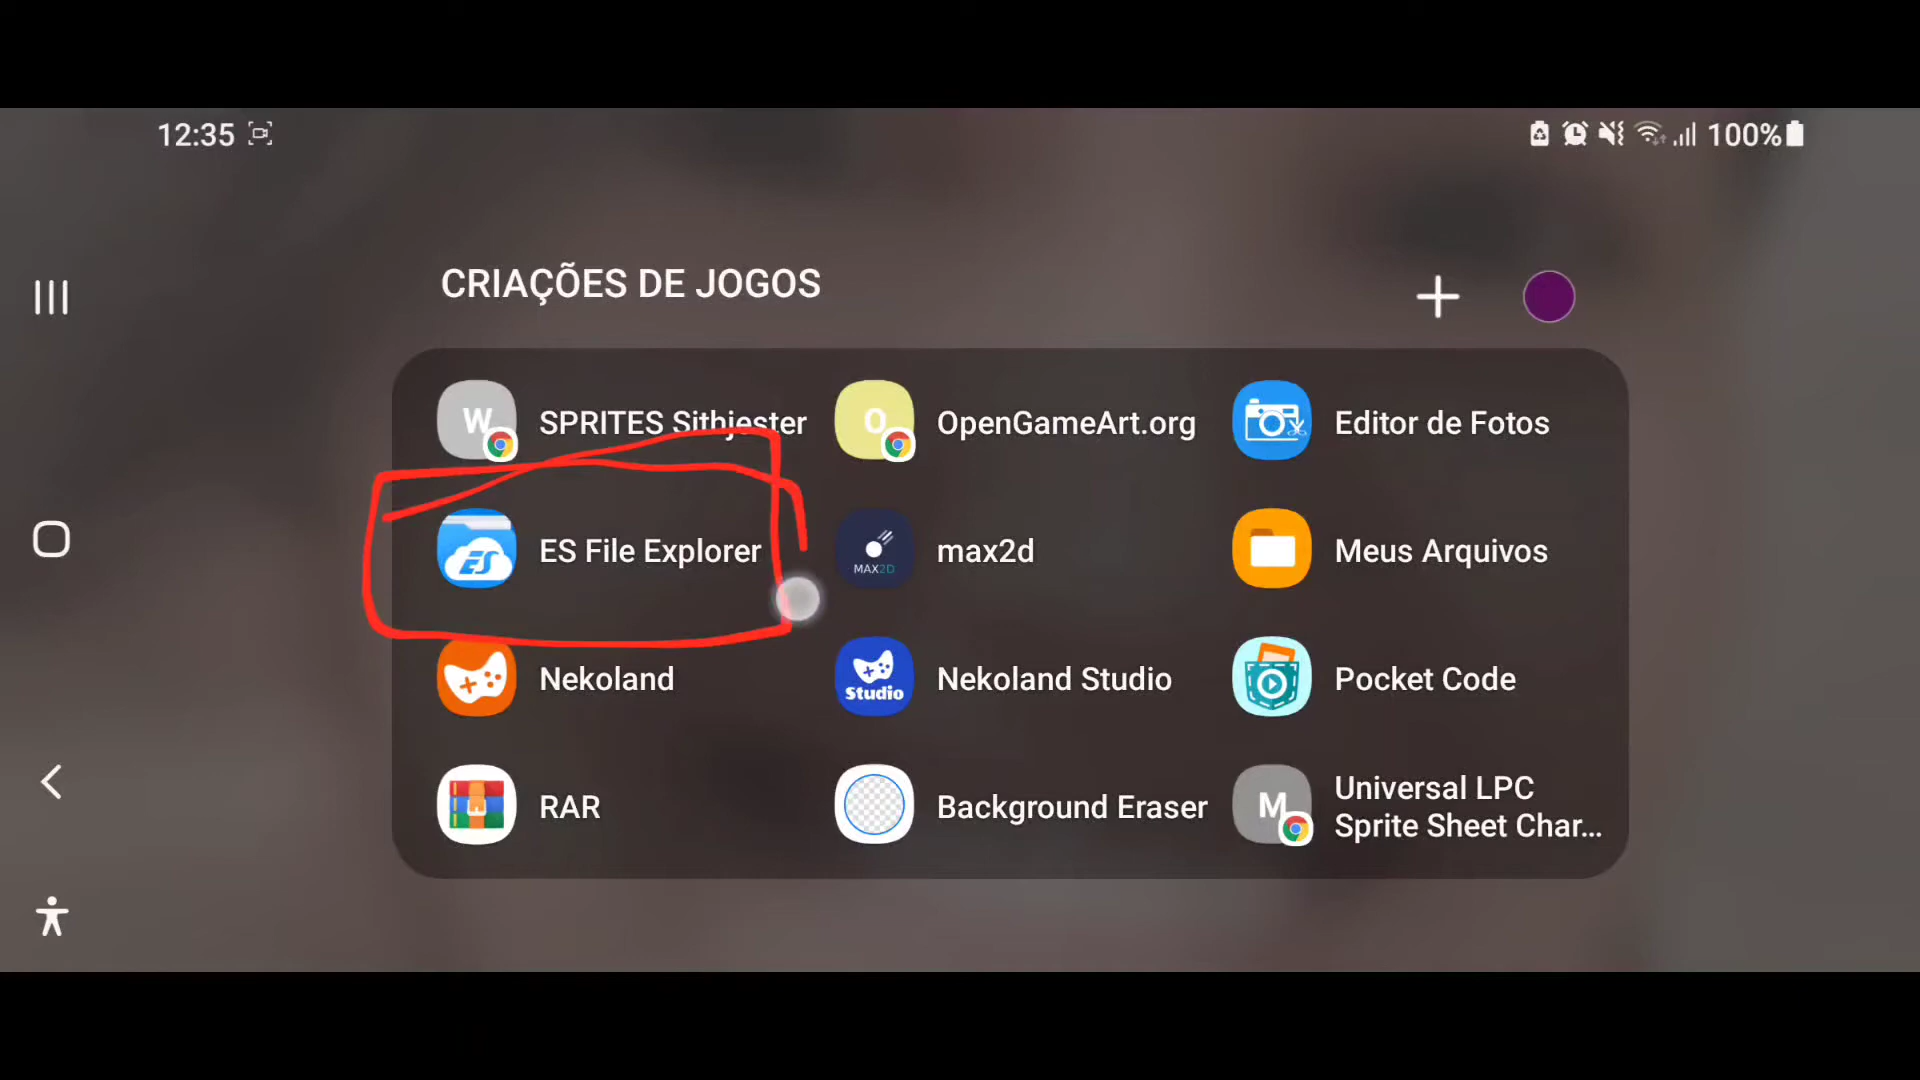 12:35
100%
CRIAÇÕES DE JOGOS
W
SPRITES Sithjester
O
OpenGameArt.org
Editor de Fotos
ES
ES File Explorer
MAX2D
max2d
Meus Arquivos
Nekoland
Studio
Nekoland Studio
Pocket Code
RAR
Background Eraser
M
Universal LPC
Sprite Sheet Char...